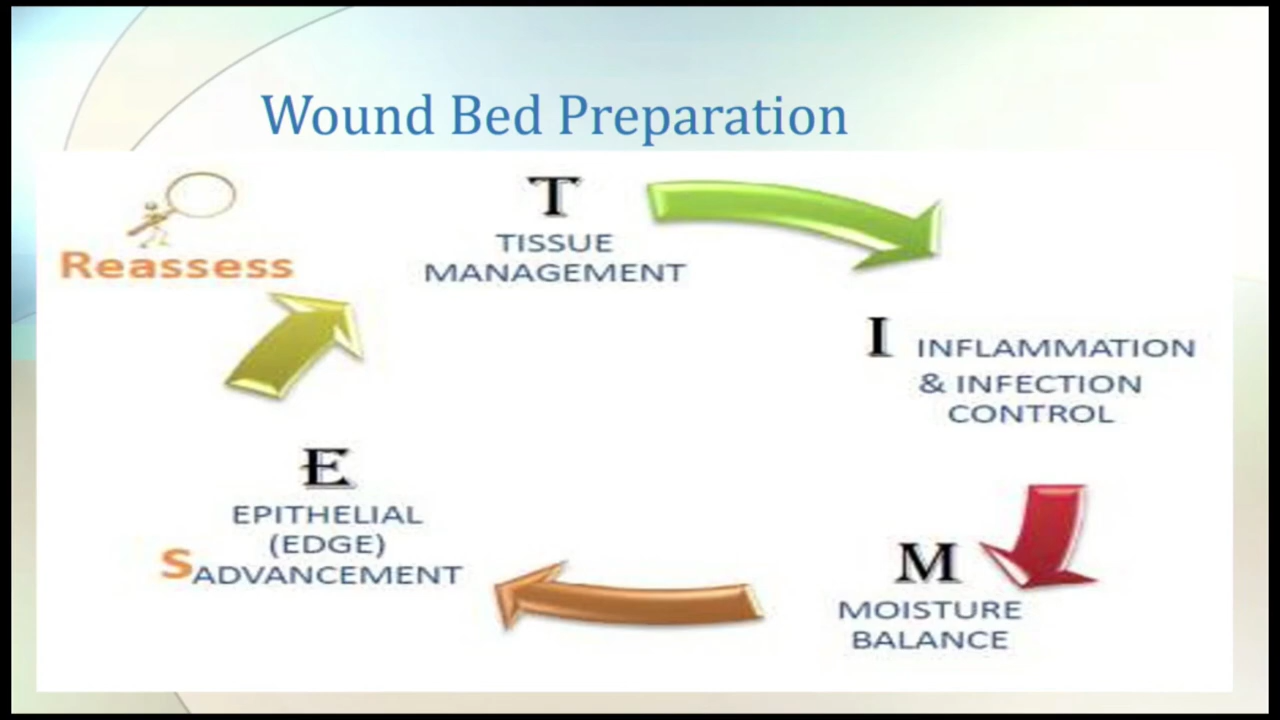 Wound Bed Preparation
Reassess
T
TISSUE
MANAGEMENT
I INFLAMMATION
& INFECTION
CONTROL
M
MOISTURE
BALANCE
E
EPITHELIAL
(EDGE)
SADVANCEMENT